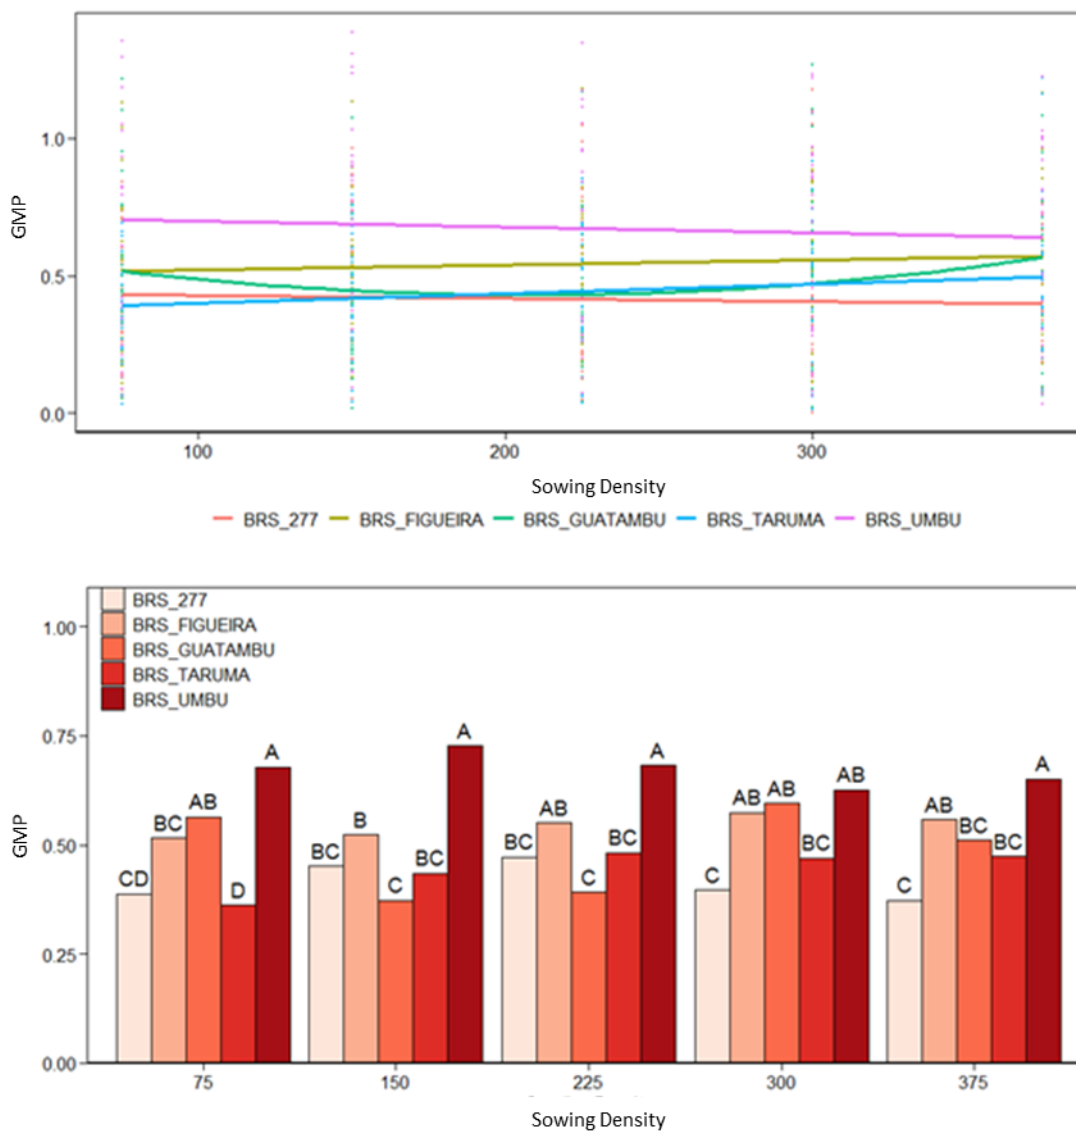 1.0
GMP
0.5
0.0
100 200 300
Sowing Density
BRS_277 BRS_FIGUEIRA BRS_GUATAMBU BRS_TARUMA BRS_UMBU
BRS_277
BRS_FIGUEIRA
BRS_GUATAMBU
BRS_TARUMA
BRS_UMBU
1.00
0.75
GMP
0.50
0.25
0.00
CD BC AB D A
BC B C BC A
BC AB C BC A
C AB AB BC AB
C AB BC BC A
75 150 225 300 375
Sowing Density